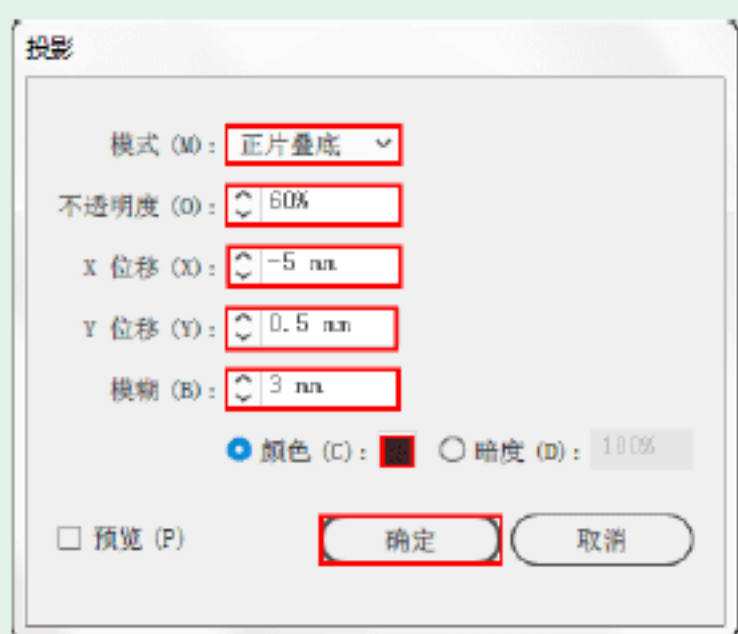 投影
模式 (M)： 正片叠底
不透明度 (O)： 60%
X 位移 (X)： -5 mm
Y 位移 (Y)： 0.5 mm
模糊 (B)： 3 mm
颜色 (C)： 暗度 (D)： 100%
预览 (P) 确定 取消